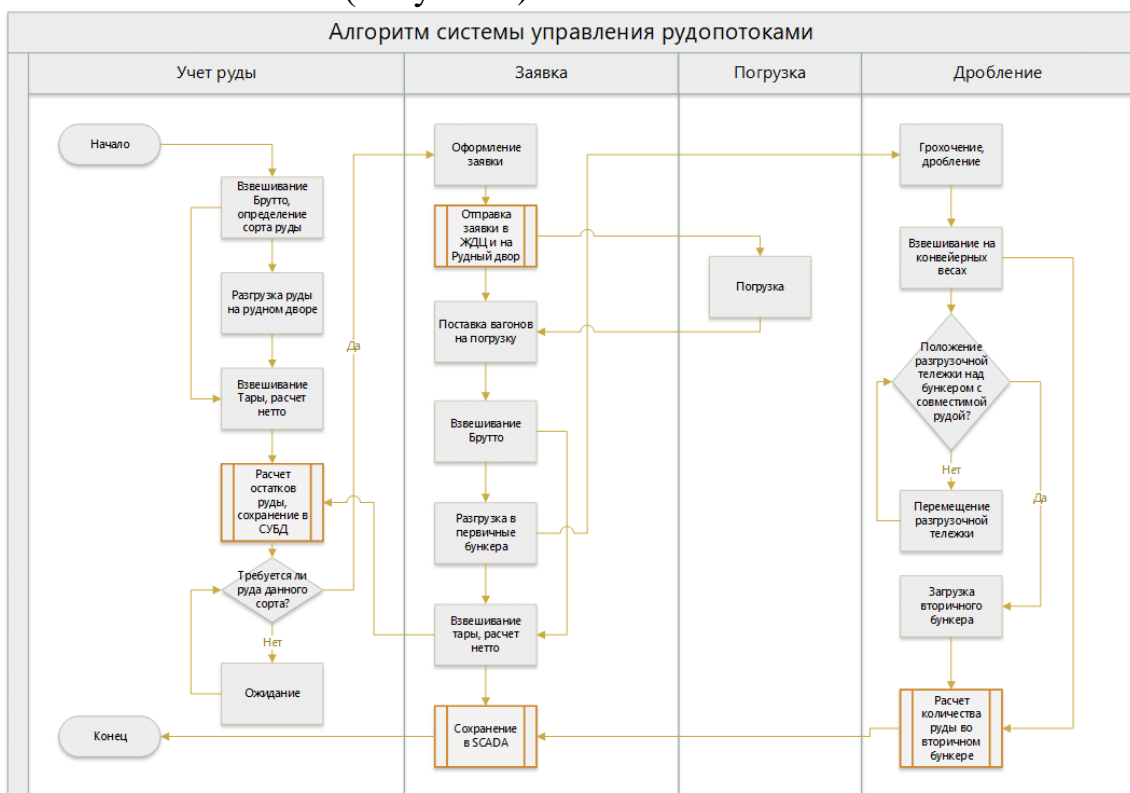 Алгоритм системы управления рудопотоками
Учет руды
Заявка
Погрузка
Дробление
Начало
Взвешивание
Брутто,
определение
сорта руды
Разгрузка руды
на рудном дворе
Взвешивание
Тары, расчет
нетто
Расчет
остатков
руды,
сохранение в
СУБД
Требуется ли
руда данного
сорта?
Да
Нет
Ожидание
Конец
Оформление
заявки
Отправка
заявки в
ЖДЦ и на
Рудный двор
Поставка вагонов
на погрузку
Взвешивание
Брутто
Разгрузка в
первичные
бункера
Взвешивание
тары, расчет
нетто
Сохранение
в SCADA
Погрузка
Грохочение,
дробление
Взвешивание на
конвейерных
весах
Положение
разгрузочной
тележки над
бункером с
совместимой
рудой?
Нет
Да
Перемещение
разгрузочной
тележки
Загрузка
вторичного
бункера
Расчет
количества
руды во
вторичном
бункере